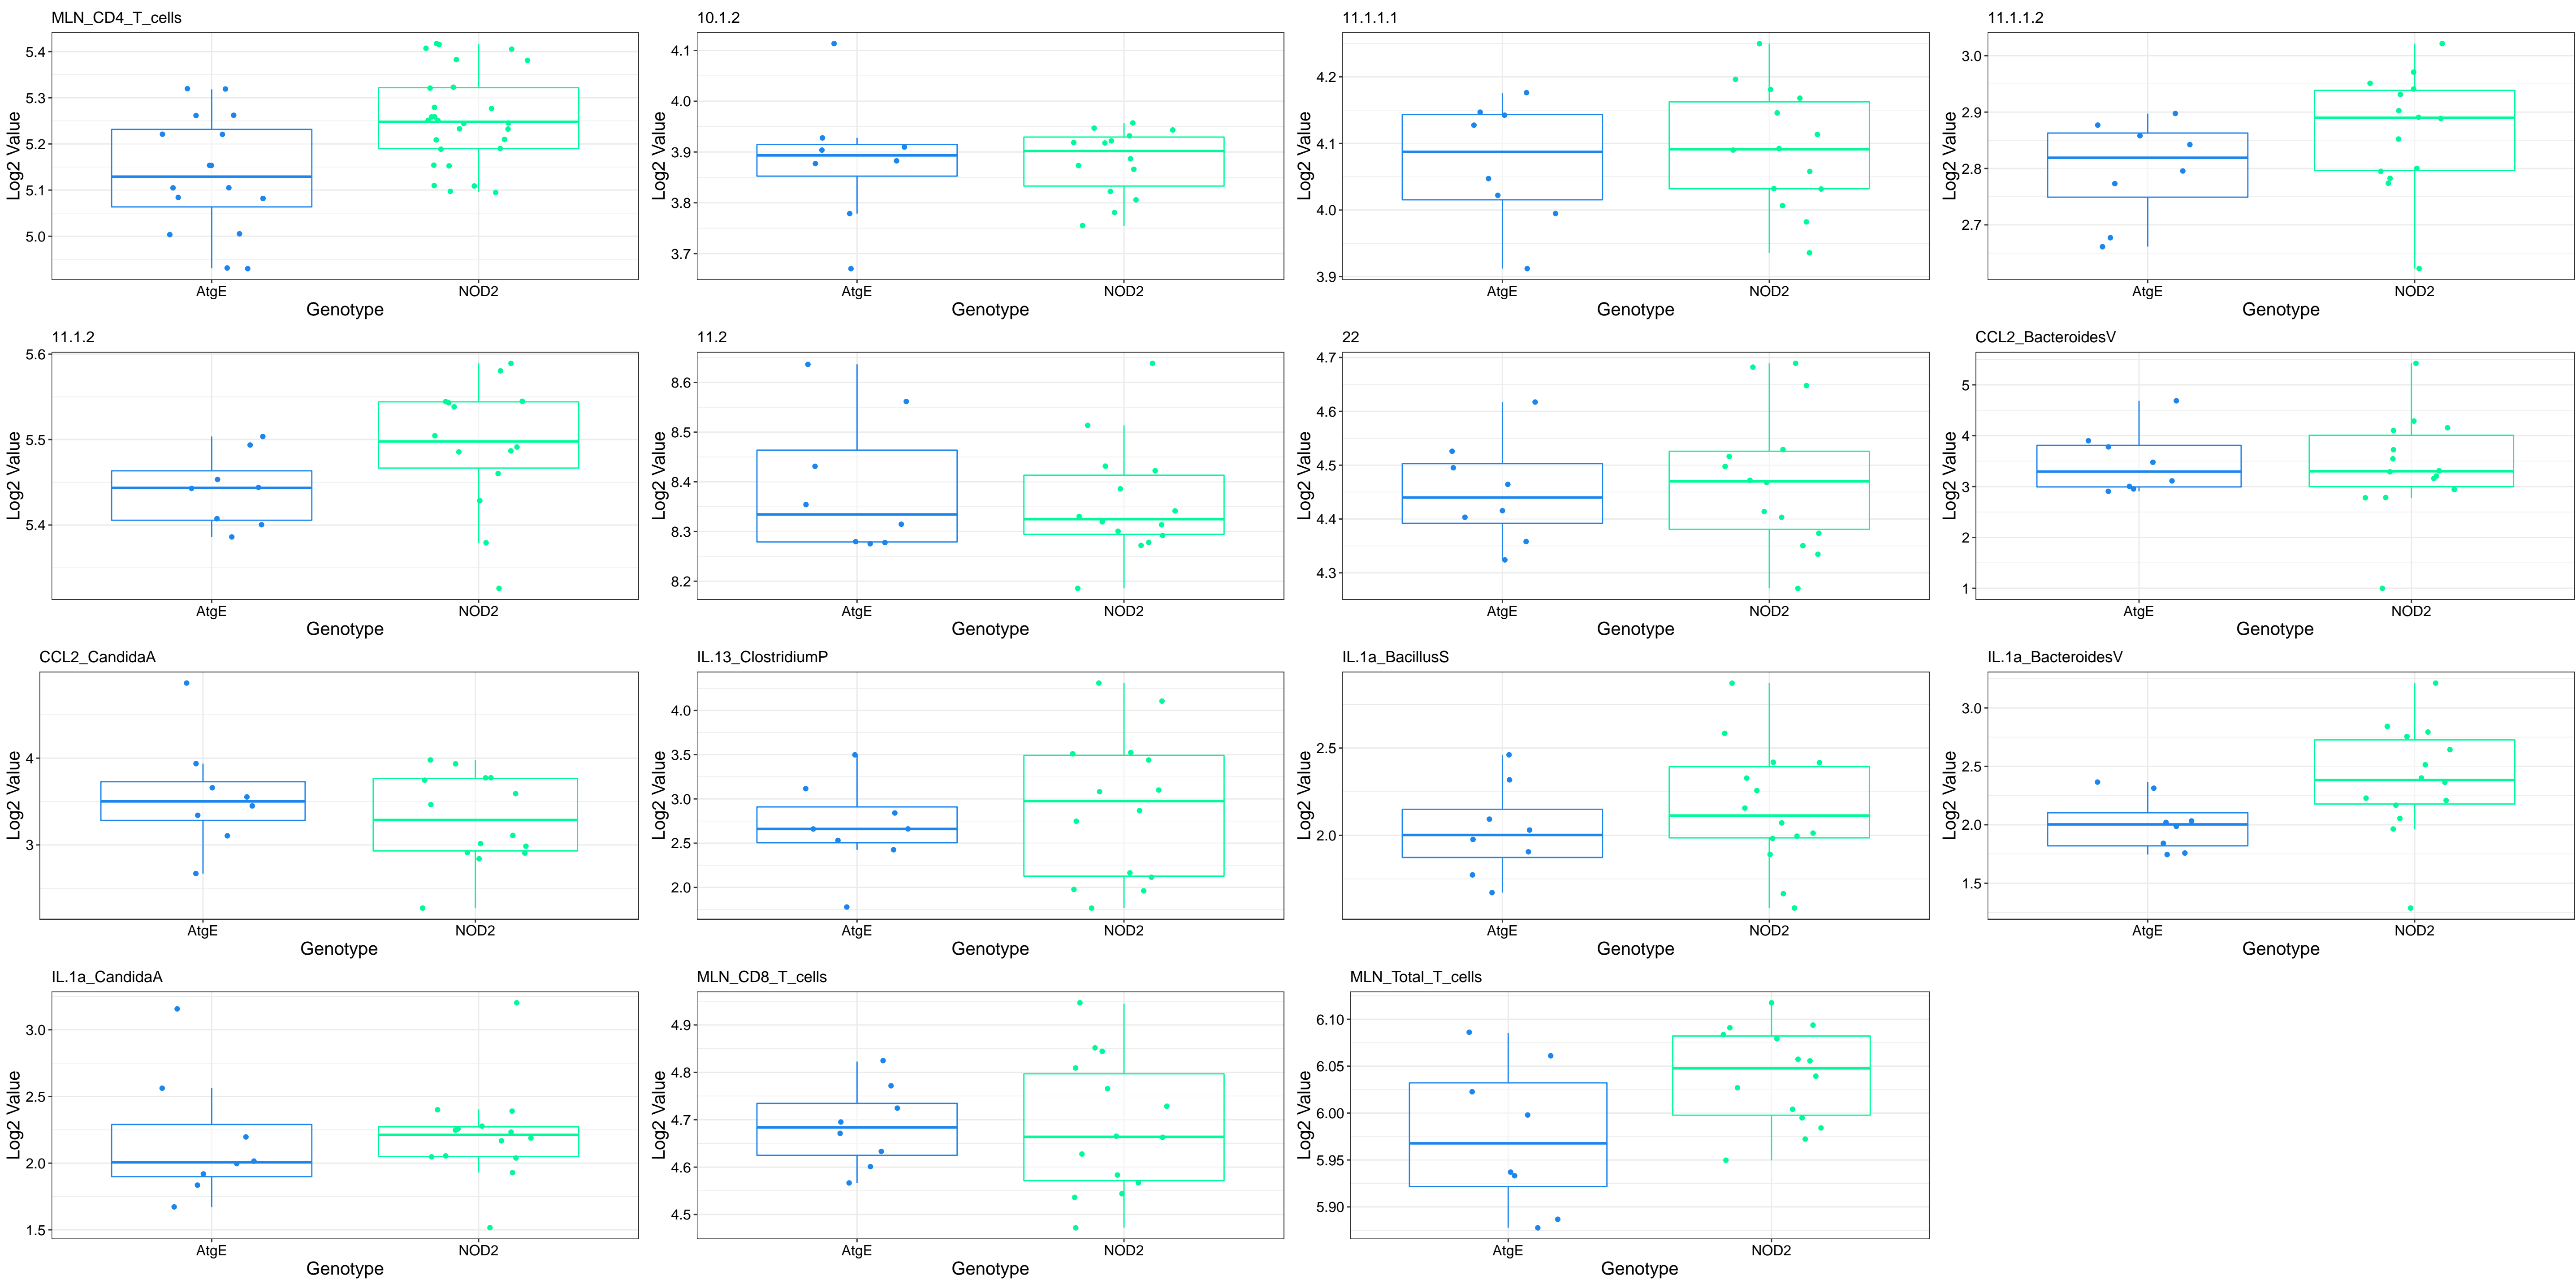 MLN_CD4_T_cells
Log2 Value
5.4
5.3
5.2
5.1
5.0
AtgE NOD2
Genotype
10.1.2
Log2 Value
4.1
4.0
3.9
3.8
3.7
AtgE NOD2
Genotype
11.1.1.1
Log2 Value
4.2
4.1
4.0
3.9
AtgE NOD2
Genotype
11.1.1.2
Log2 Value
3.0
2.9
2.8
2.7
AtgE NOD2
Genotype
11.1.2
Log2 Value
5.6
5.5
5.4
AtgE NOD2
Genotype
11.2
Log2 Value
8.6
8.5
8.4
8.3
8.2
AtgE NOD2
Genotype
22
Log2 Value
4.7
4.6
4.5
4.4
4.3
AtgE NOD2
Genotype
CCL2_BacteroidesV
Log2 Value
5
4
3
2
1
AtgE NOD2
Genotype
CCL2_CandidaA
Log2 Value
4
3
AtgE NOD2
Genotype
IL.13_ClostridiumP
Log2 Value
4.0
3.5
3.0
2.5
2.0
AtgE NOD2
Genotype
IL.1a_BacillusS
Log2 Value
2.5
2.0
AtgE NOD2
Genotype
IL.1a_BacteroidesV
Log2 Value
3.0
2.5
2.0
1.5
AtgE NOD2
Genotype
IL.1a_CandidaA
Log2 Value
3.0
2.5
2.0
1.5
AtgE NOD2
Genotype
MLN_CD8_T_cells
Log2 Value
4.9
4.8
4.7
4.6
4.5
AtgE NOD2
Genotype
MLN_Total_T_cells
Log2 Value
6.10
6.05
6.00
5.95
5.90
AtgE NOD2
Genotype